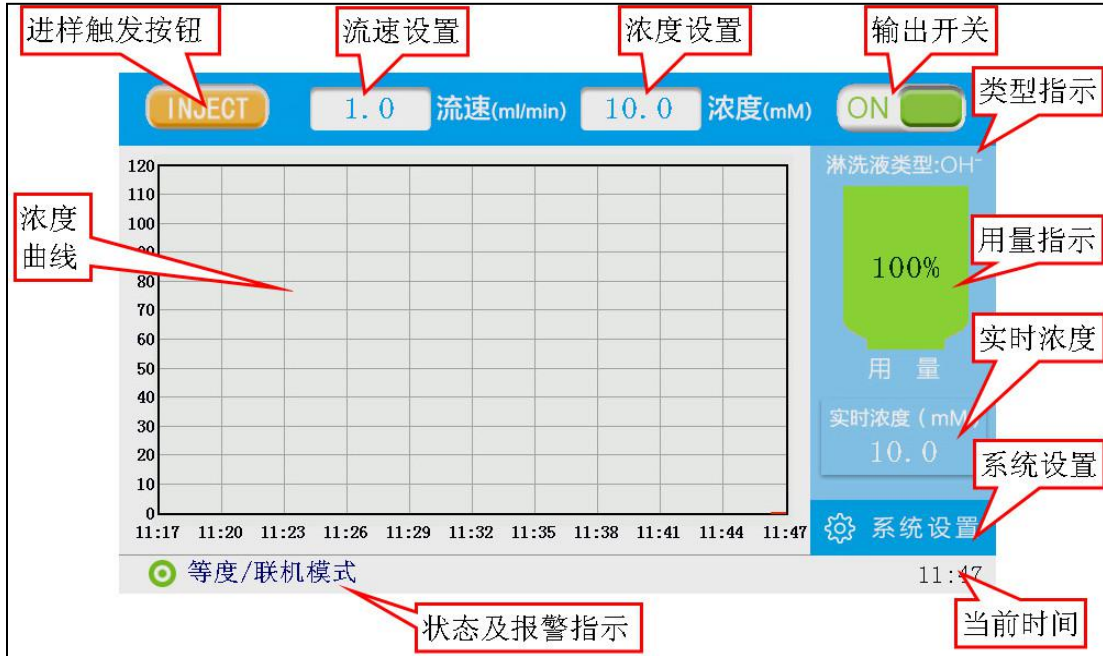 进样触发按钮
流速设置
浓度设置
输出开关
类型指示
INJECT
1.0
流速(ml/min)
10.0
浓度(mM)
ON
淋洗液类型:OH⁻
120
110
100
90
80
70
60
50
40
30
20
10
0
浓度
曲线
100%
用量指示
用 量
实时浓度
实时浓度（mM）
10.0
系统设置
系统设置
11:17 11:20 11:23 11:26 11:29 11:32 11:35 11:38 11:41 11:44 11:47
等度/联机模式
11:47
状态及报警指示
当前时间